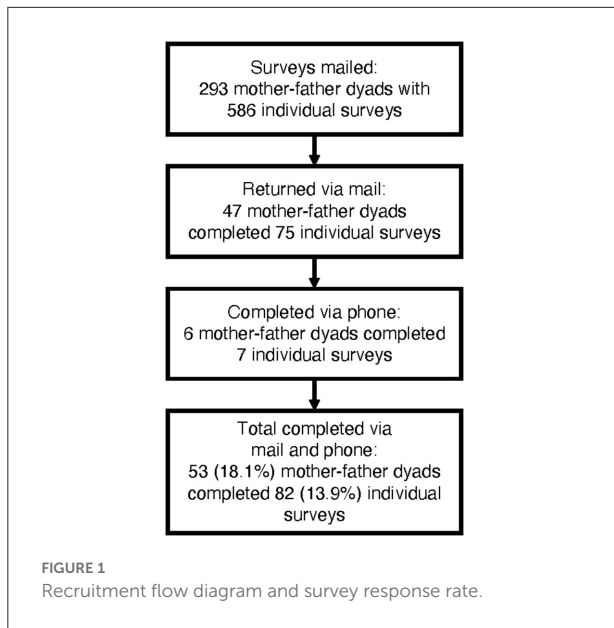 Surveys mailed:
293 mother-father dyads with
586 individual surveys
Returned via mail:
47 mother-father dyads
completed 75 individual surveys
Completed via phone:
6 mother-father dyads completed
7 individual surveys
Total completed via
mail and phone:
53 (18.1%) mother-father dyads
completed 82 (13.9%) individual
surveys
FIGURE 1
Recruitment flow diagram and survey response rate.